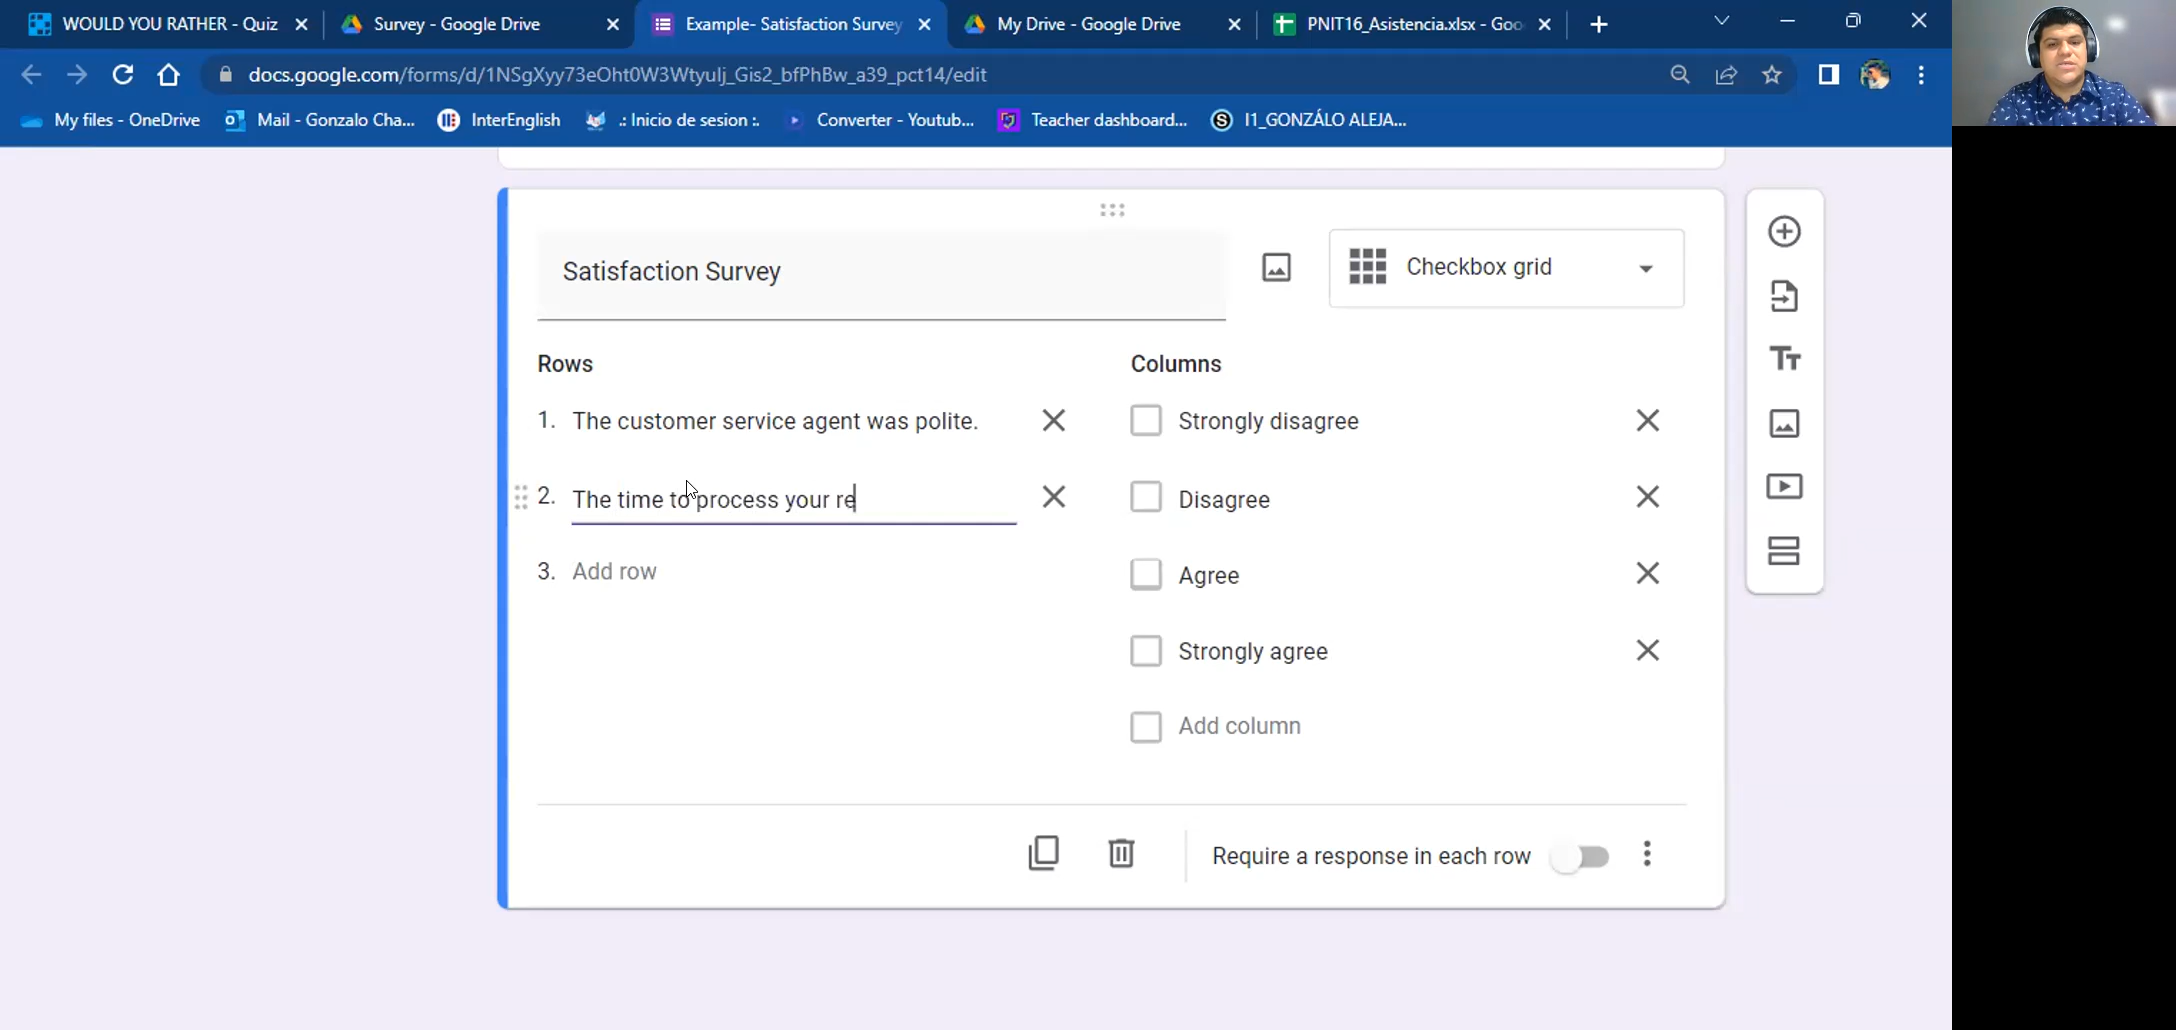 WOULD YOU RATHER - Quiz
Survey - Google Drive
Example- Satisfaction Survey
My Drive - Google Drive
PNIT16_Asistencia.xlsx - Goo
docs.google.com/forms/d/1NSgXyy73eOht0W3Wtyulj_Gis2_bfPhBw_a39_pct14/edit
My files - OneDrive
Mail - Gonzalo Cha...
InterEnglish
.: Inicio de sesion :.
Converter - Youtub...
Teacher dashboard...
I1_GONZÁLO ALEJA...
Satisfaction Survey
Checkbox grid
Rows
Columns
1. The customer service agent was polite.
Strongly disagree
2. The time to process your re
Disagree
3. Add row
Agree
Strongly agree
Add column
Require a response in each row